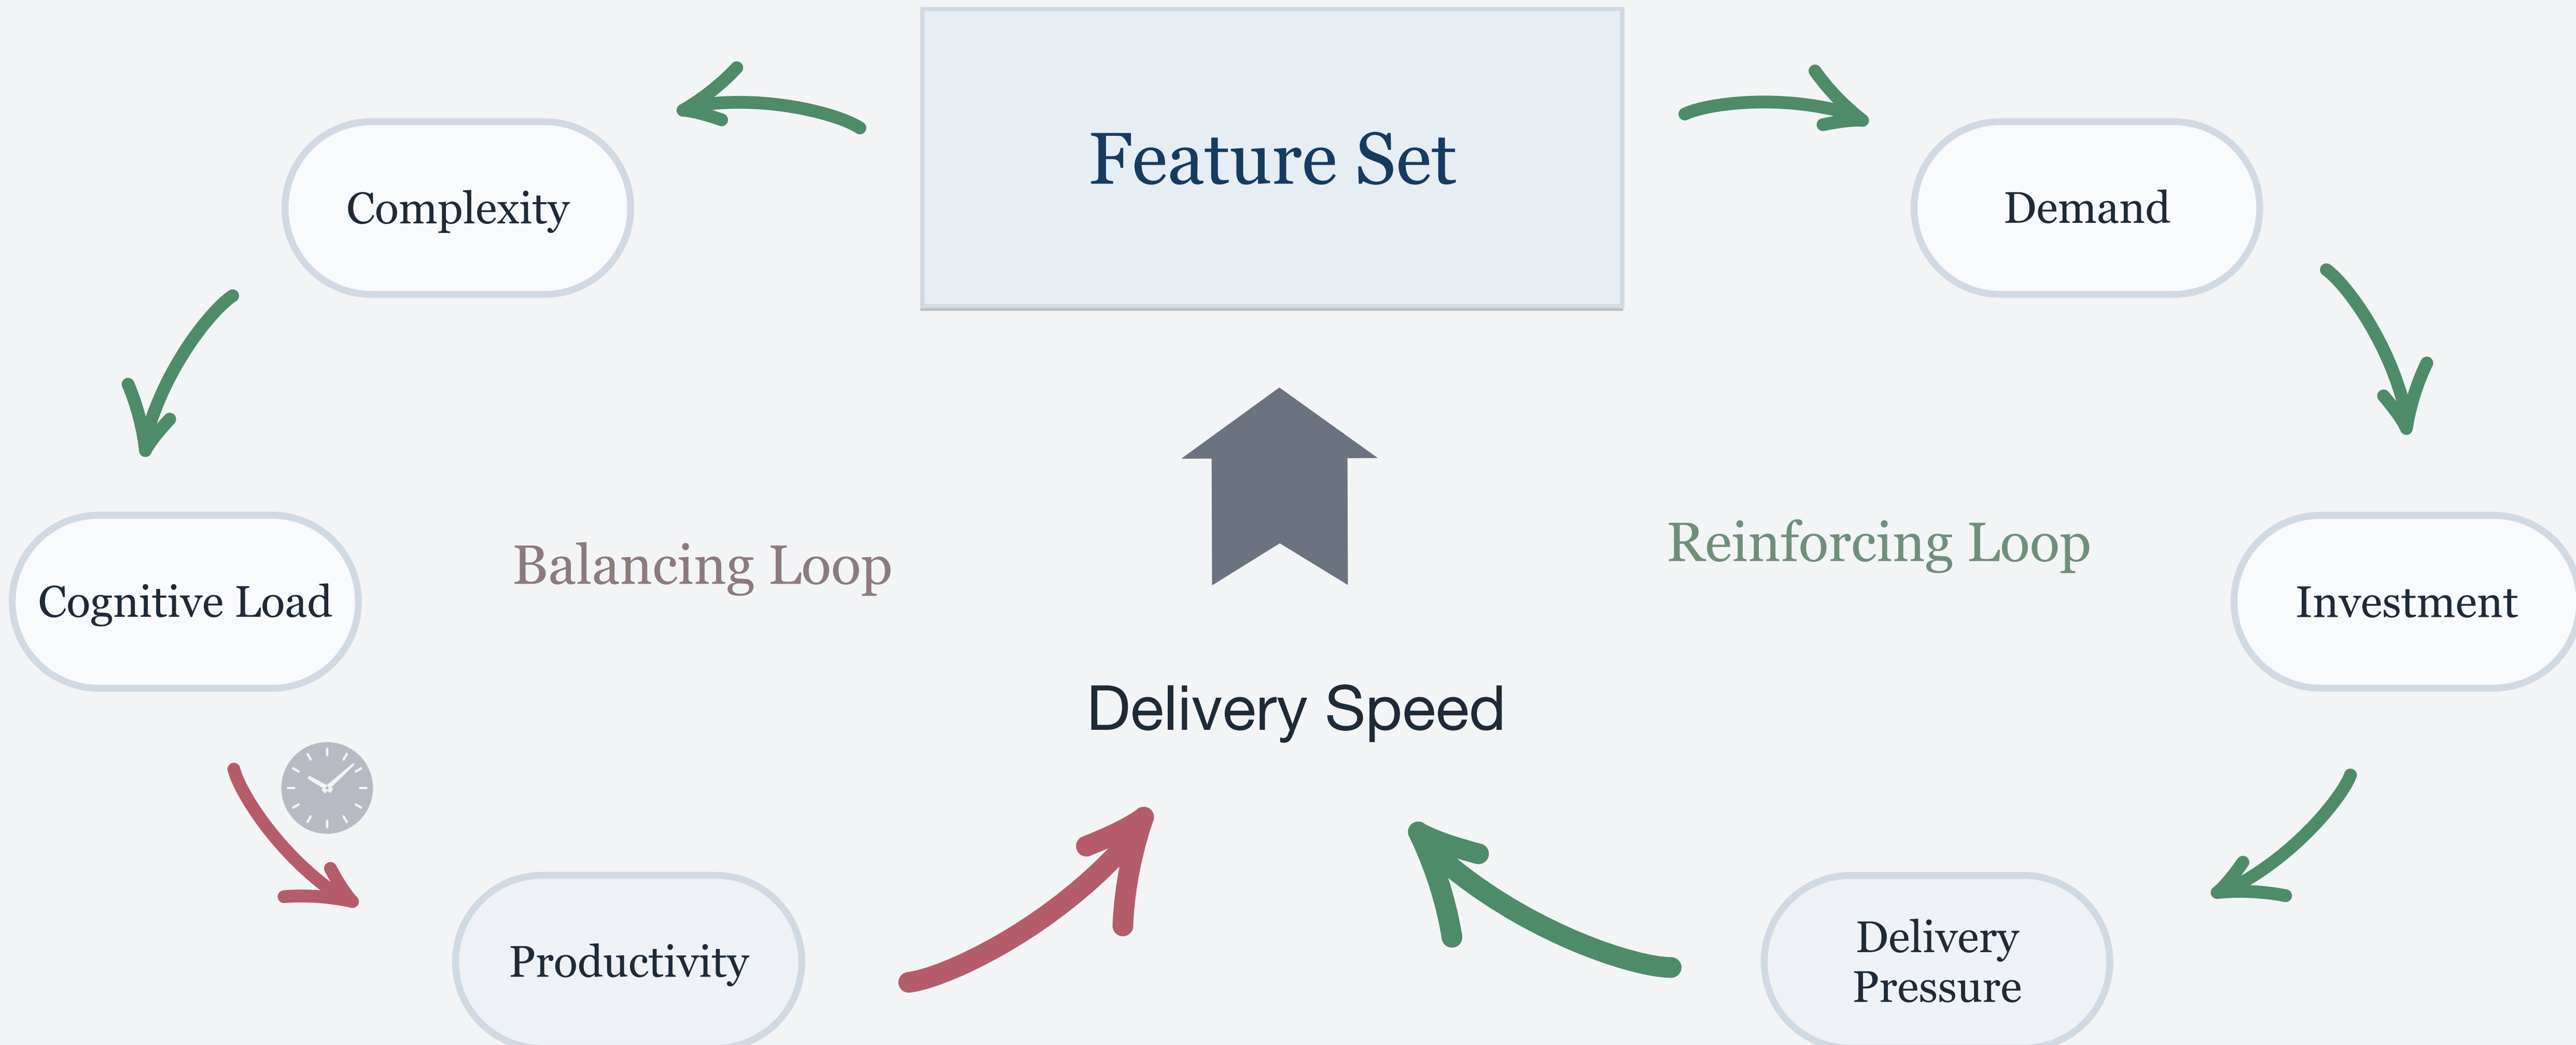 Feature Set
Complexity
Demand
Balancing Loop
Reinforcing Loop
Cognitive Load
Investment
Delivery Speed
Productivity
Delivery
Pressure